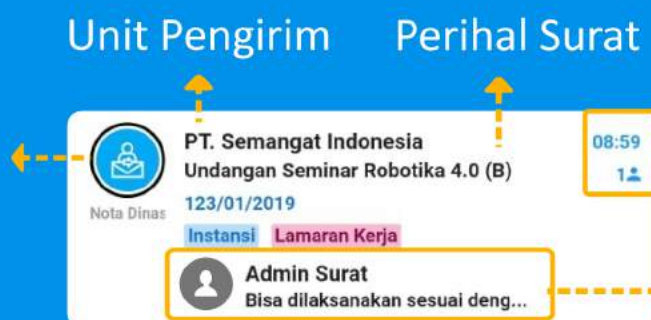 Unit Pengirim Perihal Surat
PT. Semangat Indonesia
08:59
Undangan Seminar Robotika 4.0 (B)
1
Nota Dinas
123/01/2019
Instansi Lamaran Kerja
Admin Surat
Bisa dilaksanakan sesuai deng...